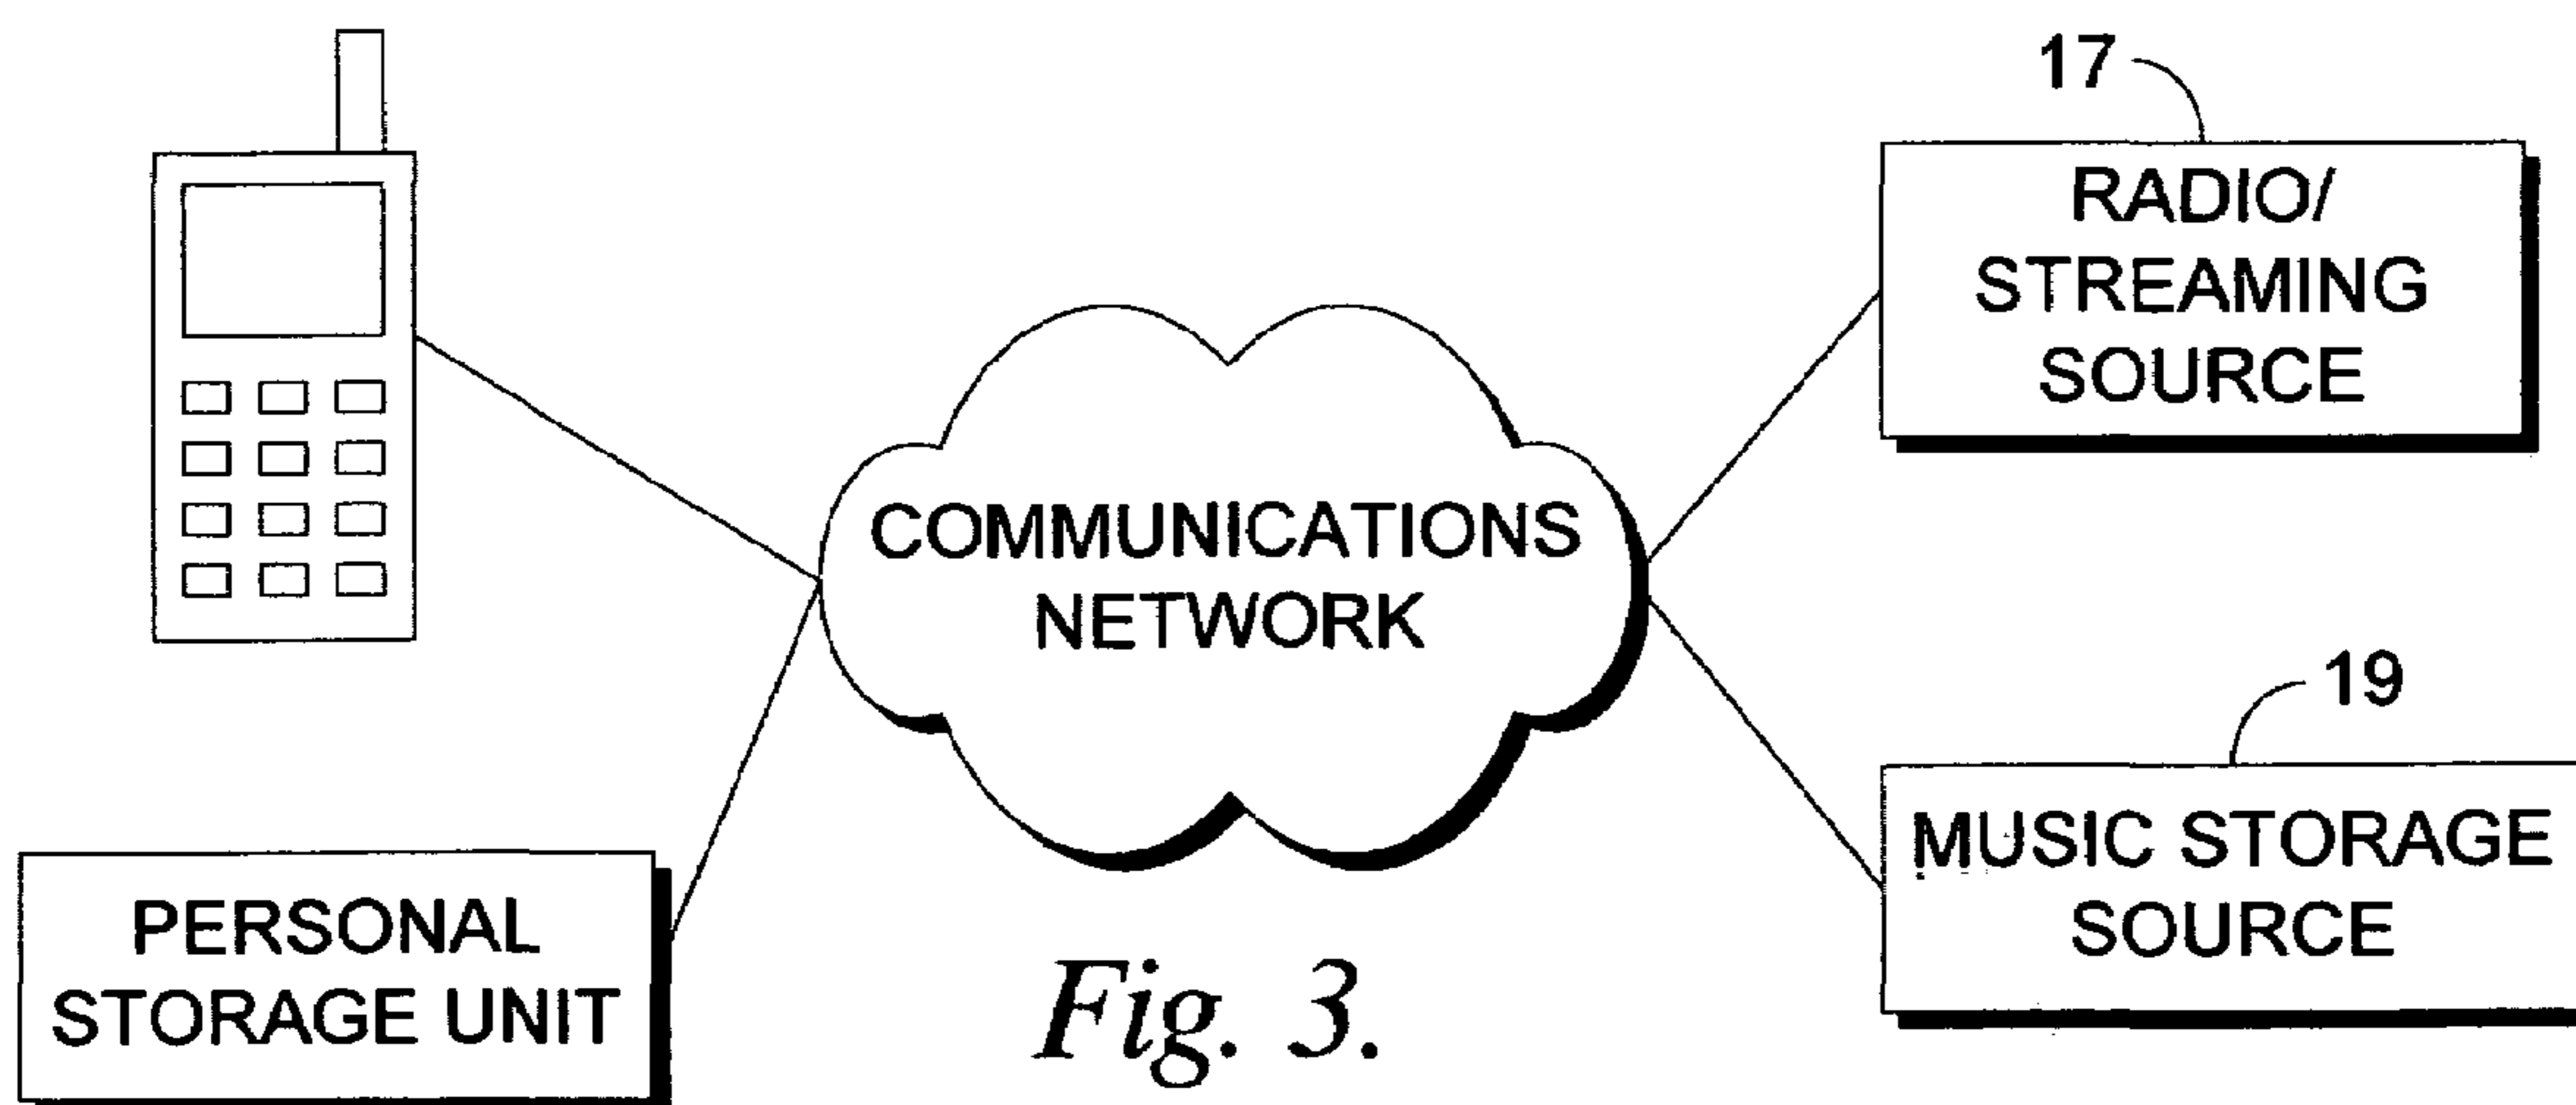 17
RADIO/
STREAMING
SOURCE
COMMUNICATIONS
NETWORK
19
MUSIC STORAGE
SOURCE
PERSONAL
STORAGE UNIT
Fig. 3.